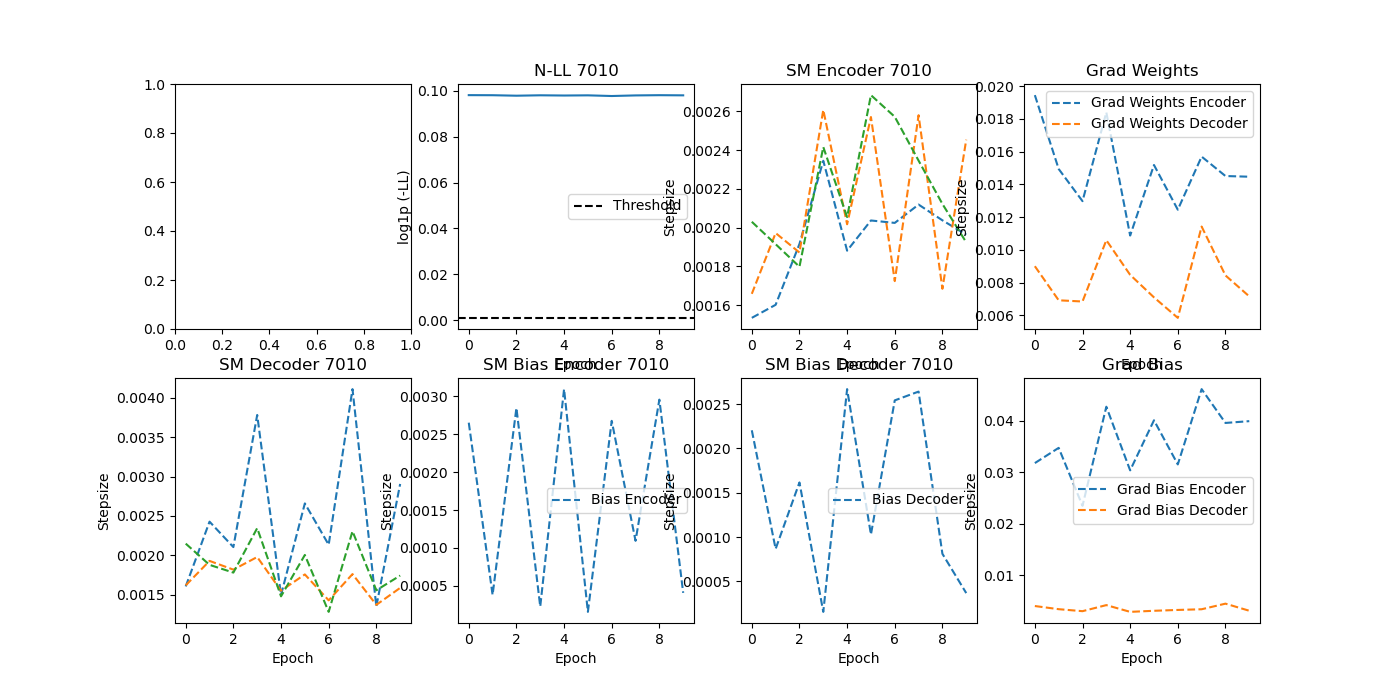 N-LL 7010
SM Encoder 7010
Grad Weights
1.0
0.8
0.6
0.4
0.2
0.0
0.0 0.2 0.4 0.6 0.8 1.0
log1p (-LL)
0.10
0.08
0.06
0.04
0.02
0.00
Threshold
0 2 4 6 8
Epoch
Stepsize
0.0026
0.0024
0.0022
0.0020
0.0018
0.0016
0 2 4 6 8
Epoch
Stepsize
0.020
0.018
0.016
0.014
0.012
0.010
0.008
0.006
Grad Weights Encoder
Grad Weights Decoder
0 2 4 6 8
Epoch
SM Decoder 7010
SM Bias Encoder 7010
SM Bias Decoder 7010
Grad Bias
Stepsize
0.0040
0.0035
0.0030
0.0025
0.0020
0.0015
0 2 4 6 8
Epoch
Stepsize
0.0030
0.0025
0.0020
0.0015
0.0010
0.0005
Bias Encoder
0 2 4 6 8
Epoch
Stepsize
0.0025
0.0020
0.0015
0.0010
0.0005
Bias Decoder
0 2 4 6 8
Epoch
Stepsize
0.04
0.03
0.02
0.01
Grad Bias Encoder
Grad Bias Decoder
0 2 4 6 8
Epoch